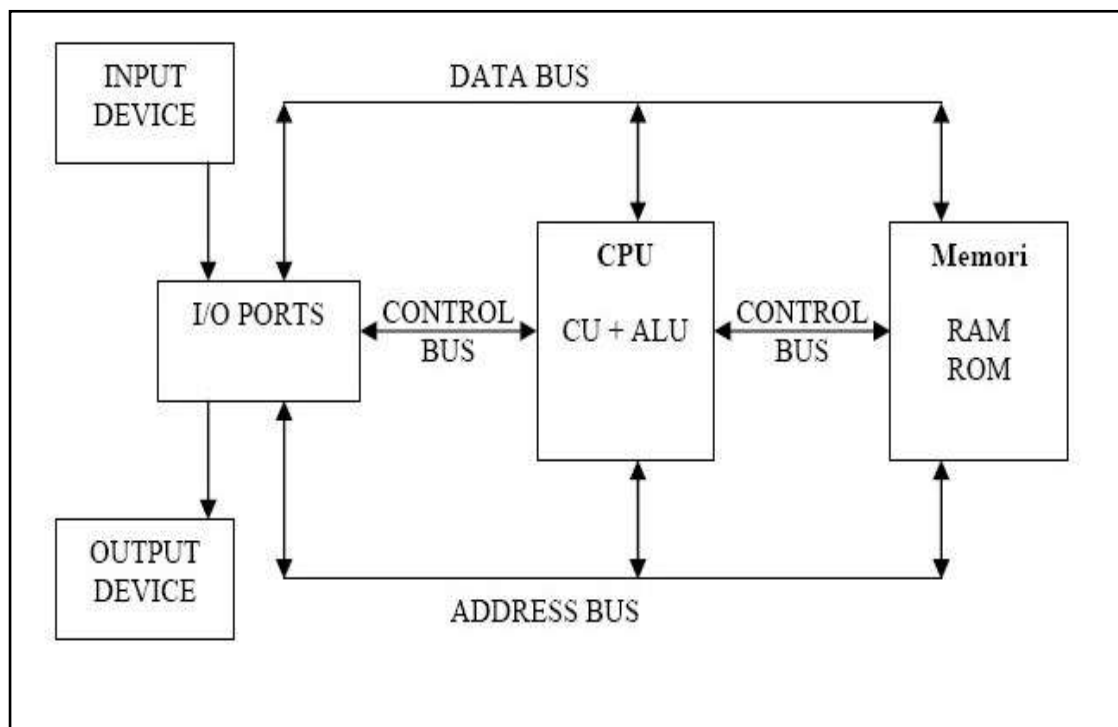 INPUT
DEVICE
DATA BUS
I/O PORTS
CONTROL
BUS
CPU
CU + ALU
CONTROL
BUS
Memori
RAM
ROM
OUTPUT
DEVICE
ADDRESS BUS